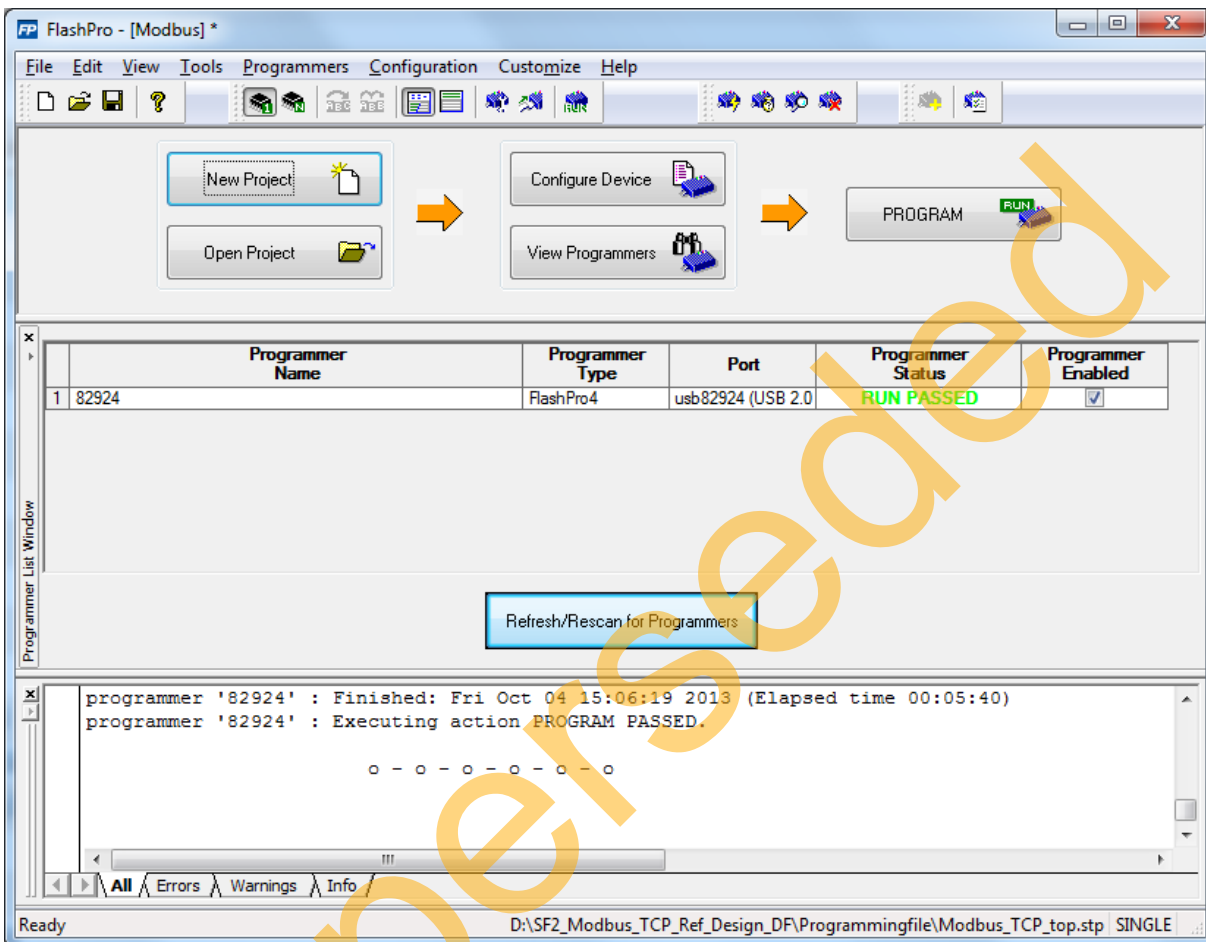 FP FlashPro - [Modbus] *
File Edit View Tools Programmers Configuration Customize Help
New Project
Configure Device
PROGRAM
RUN
Open Project
View Programmers
Programmer Name
Programmer Type
Port
Programmer Status
Programmer Enabled
1 82924 FlashPro4 usb82924 (USB 2.0 RUN PASSED
Programmer List Window
Refresh/Rescan for Programmers
programmer '82924' : Finished: Fri Oct 04 15:06:19 2013 (Elapsed time 00:05:40)
programmer '82924' : Executing action PROGRAM PASSED.
o - o - o - o - o - o
All Errors Warnings Info
Ready D:\SF2_Modbus_TCP_Ref_Design_DF\Programmingfile\Modbus_TCP_top.stp SINGLE
perseded